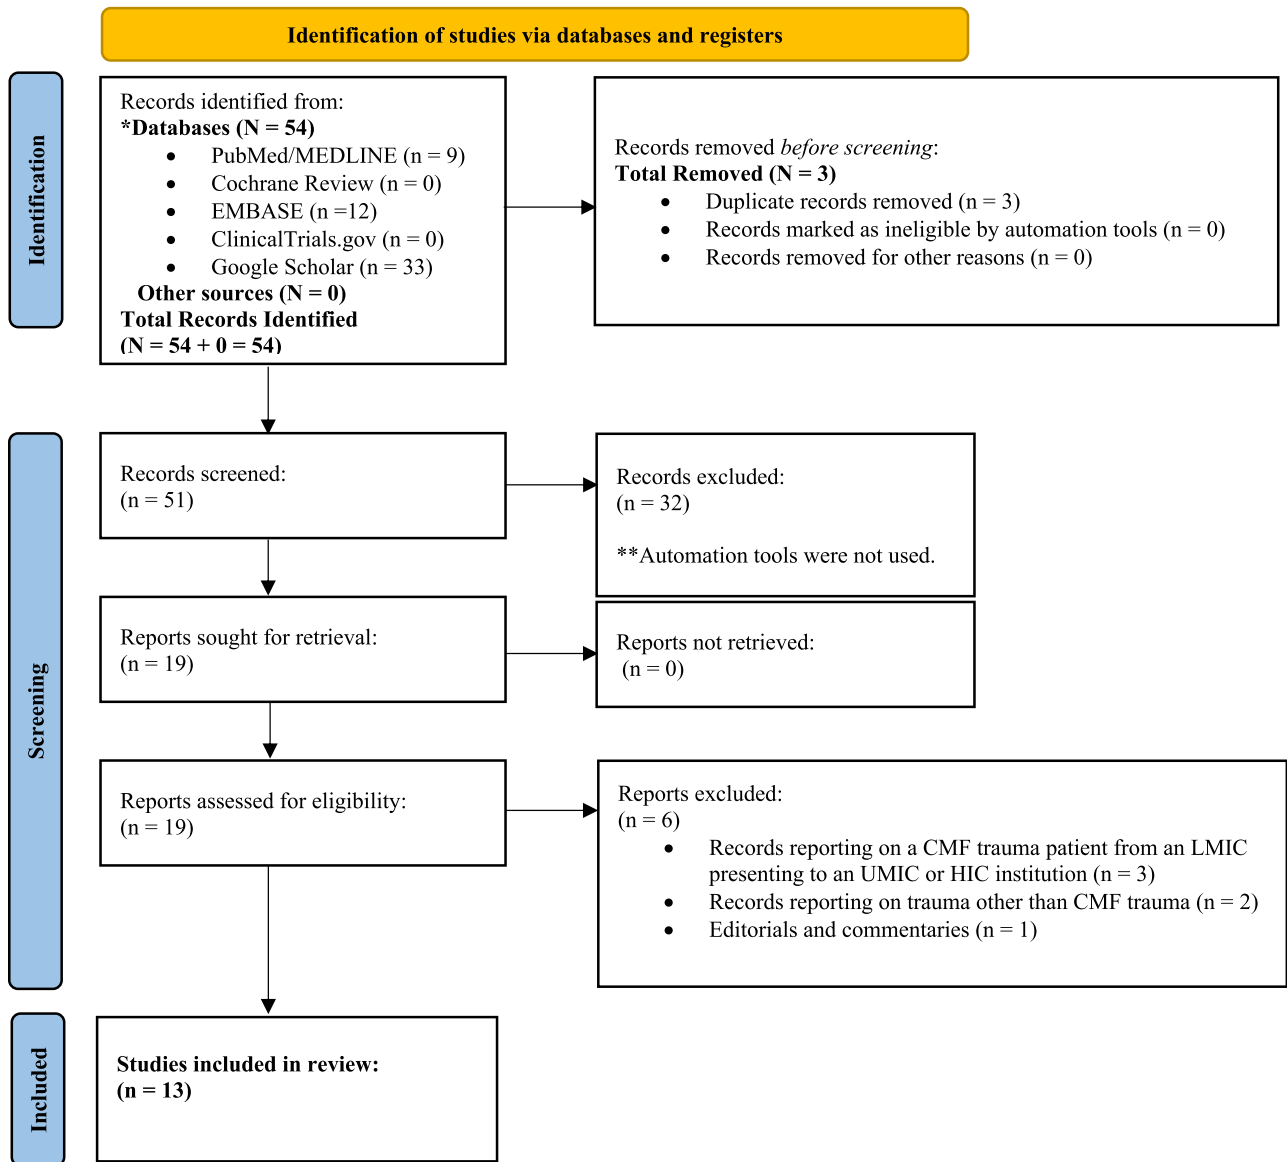 Identification of studies via databases and registers
Identification
Records identified from:
*Databases (N = 54)
• PubMed/MEDLINE (n = 9)
• Cochrane Review (n = 0)
• EMBASE (n =12)
• ClinicalTrials.gov (n = 0)
• Google Scholar (n = 33)
Other sources (N = 0)
Total Records Identified
(N = 54 + 0 = 54)
Records removed before screening:
Total Removed (N = 3)
• Duplicate records removed (n = 3)
• Records marked as ineligible by automation tools (n = 0)
• Records removed for other reasons (n = 0)
Screening
Records screened:
(n = 51)
Records excluded:
(n = 32)
**Automation tools were not used.
Reports sought for retrieval:
(n = 19)
Reports not retrieved:
(n = 0)
Reports assessed for eligibility:
(n = 19)
Reports excluded:
(n = 6)
• Records reporting on a CMF trauma patient from an LMIC
presenting to an UMIC or HIC institution (n = 3)
• Records reporting on trauma other than CMF trauma (n = 2)
• Editorials and commentaries (n = 1)
Included
Studies included in review:
(n = 13)